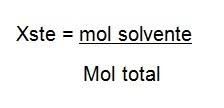 Xste = mol solvente
Mol total